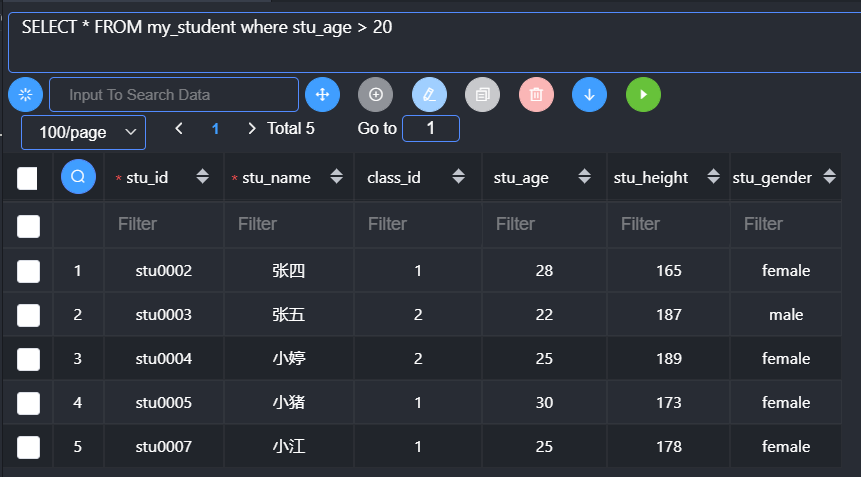 SELECT * FROM my_student where stu_age > 20
Input To Search Data
100/page 1 Total 5 Go to 1
* stu_id * stu_name class_id stu_age stu_height stu_gender
Filter Filter Filter Filter Filter Filter
1 stu0002 张四 1 28 165 female
2 stu0003 张五 2 22 187 male
3 stu0004 小婷 2 25 189 female
4 stu0005 小猪 1 30 173 female
5 stu0007 小江 1 25 178 female